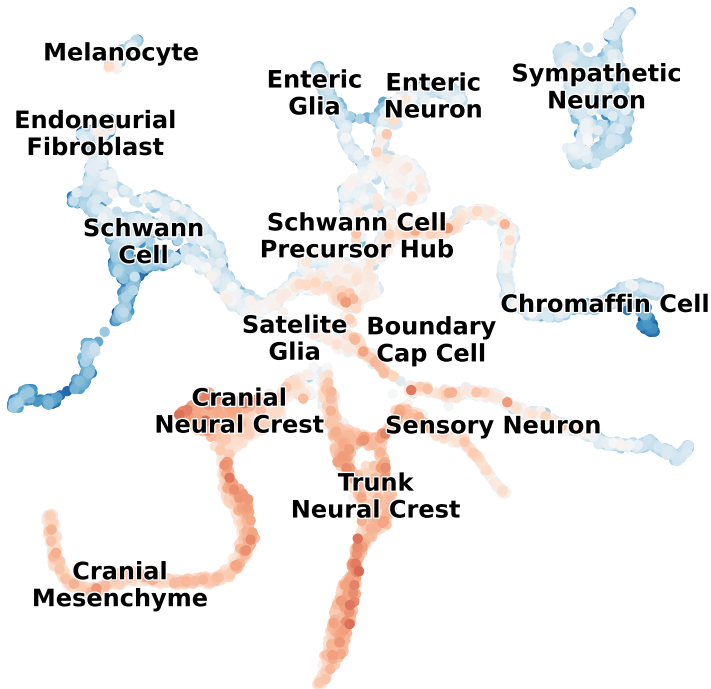 Melanocyte
Enteric
Glia
Enteric
Neuron
Sympathetic
Neuron
Endoneurial
Fibroblast
Schwann
Cell
Schwann Cell
Precursor Hub
Chromaffin Cell
Satelite
Glia
Boundary
Cap Cell
Cranial
Neural Crest
Sensory Neuron
Trunk
Neural Crest
Cranial
Mesenchyme